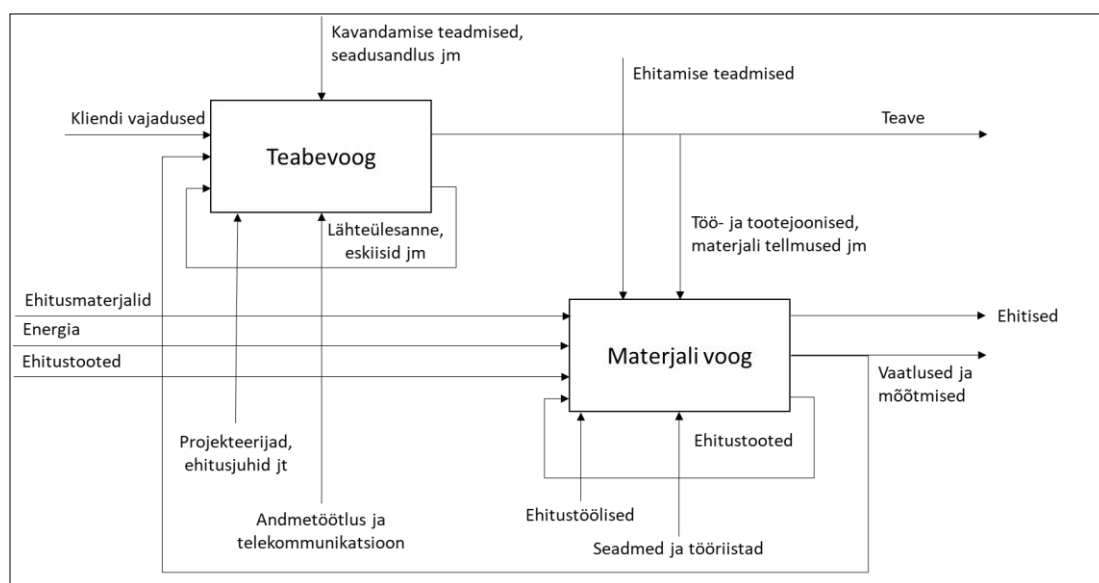 Kavandamise teadmised,
seadusandlus jm
Ehitamise teadmised
Kliendi vajadused
Teave
Teabevoog
Lähteülesanne,
eskiisid jm
Töö- ja tootejoonised,
materjali tellmused jm
Ehitusmaterjalid
Energia
Ehitustooted
Ehitised
Materjali voog
Vaatlused ja
mõõtmised
Projekteerijad,
ehitusjuhid jt
Ehitustooted
Andmetöötlus ja
telekommunikatsioon
Ehitustöölised
Seadmed ja tööriistad